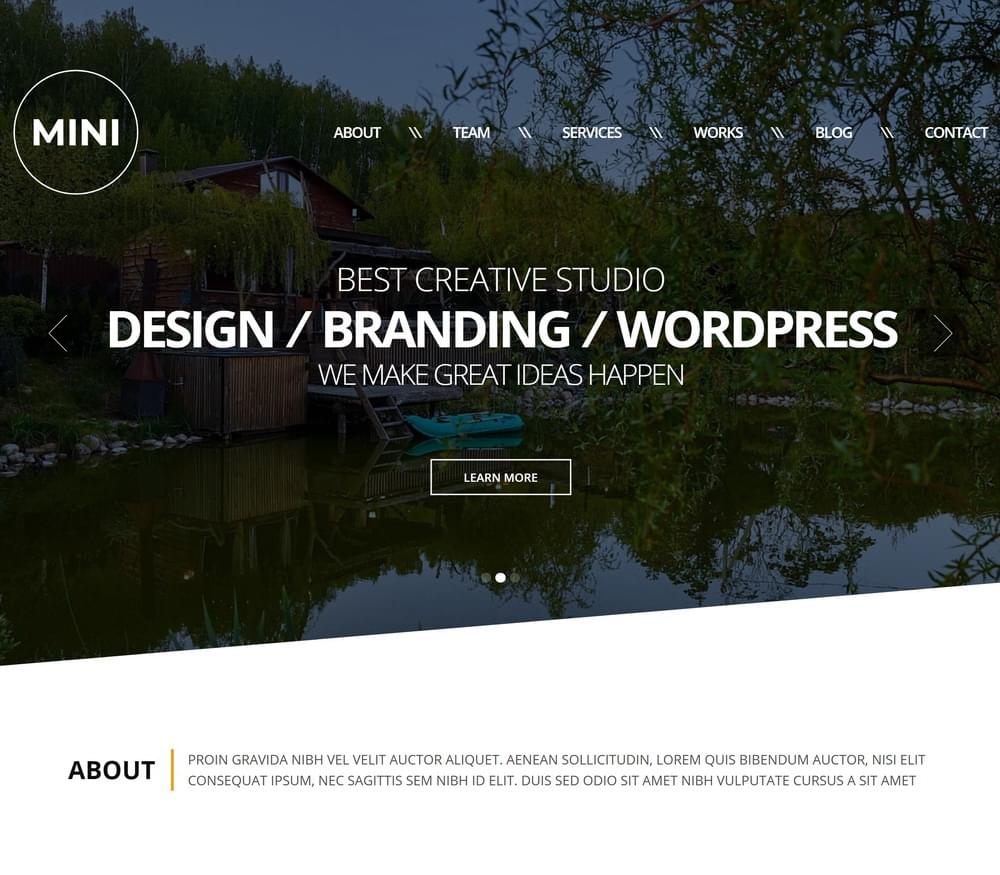 MINI
ABOUT \\ TEAM \\ SERVICES \\ WORKS \\ BLOG \\ CONTACT
BEST CREATIVE STUDIO
DESIGN / BRANDING / WORDPRESS
WE MAKE GREAT IDEAS HAPPEN
LEARN MORE
ABOUT
PROIN GRAVIDA NIBH VEL VELIT AUCTOR ALIQUET. AENEAN SOLLICITUDIN, LOREM QUIS BIBENDUM AUCTOR, NISI ELIT
CONSEQUAT IPSUM, NEC SAGITTIS SEM NIBH ID ELIT. DUIS SED ODIO SIT AMET NIBH VULPUTATE CURSUS A SIT AMET